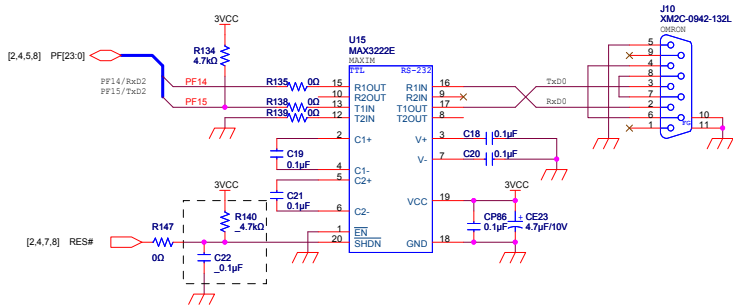 3VCC
J10
XM2C-0942-132L
OMRON
U15
MAX3222E
MAXIM
R134
4.7kΩ
[2,4,5,8] PF[23:0]
PF14/RxD2
PF15/TxD2
PF14
PF15
R135 0Ω
R138 0Ω
R139 0Ω
TTL RS-232
15 R1OUT R1IN 16
10 R2OUT R2IN 9
13 T1IN T1OUT 17
12 T2IN T2OUT 8
TxD0
RxD0
5
9
4
8
3
7
2
6
1
FG
10
11
2 C1+ V+ 3
C18 0.1µF
C19
0.1µF
4 C1- V- 7
C20 0.1µF
5 C2+
C21
0.1µF
6 C2-
3VCC
3VCC
VCC 19
CP86
0.1µF
CE23
4.7µF/10V
+
R140
_4.7kΩ
R147
0Ω
[2,4,7,8] RES#
1 EN
20 SHDN GND 18
C22
_0.1µF